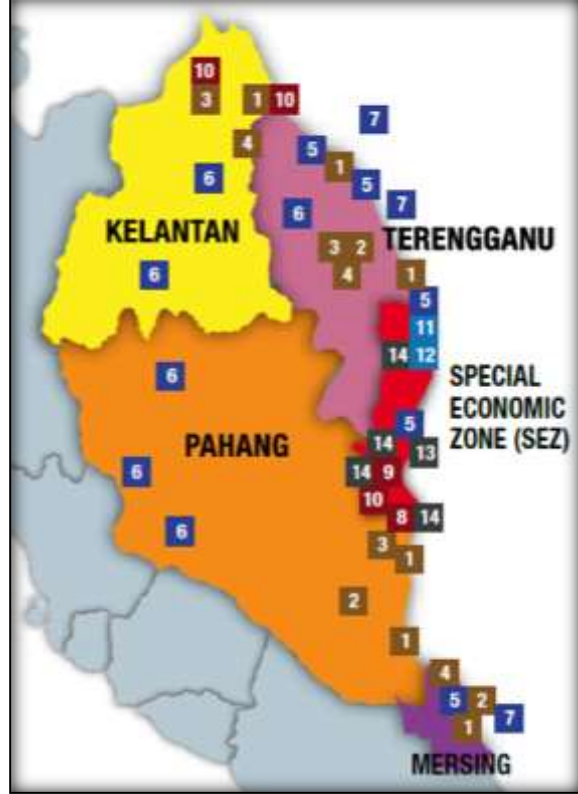 10
3 1 10
7
4 5
1
6 5
6 7
KELANTAN TERENGGANU
3 2
6 4 1
5
11
14 12
6 SPECIAL
ECONOMIC
ZONE (SEZ)
5
PAHANG 14 13
6 14 9
10
8 14
6 3
1
2
1
4
5 2
7
1
MERSING